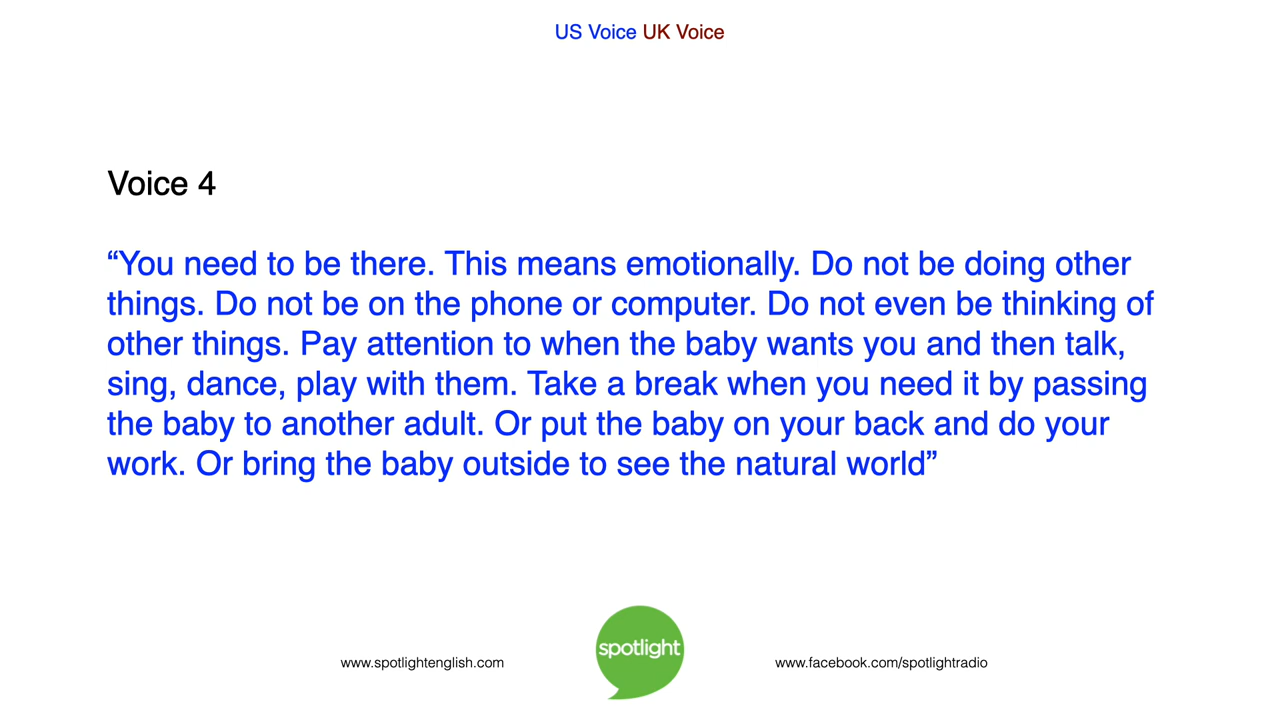 US Voice UK Voice
Voice 4
“You need to be there. This means emotionally. Do not be doing other
things. Do not be on the phone or computer. Do not even be thinking of
other things. Pay attention to when the baby wants you and then talk,
sing, dance, play with them. Take a break when you need it by passing
the baby to another adult. Or put the baby on your back and do your
work. Or bring the baby outside to see the natural world”
spotlight
www.spotlightenglish.com
www.facebook.com/spotlightradio